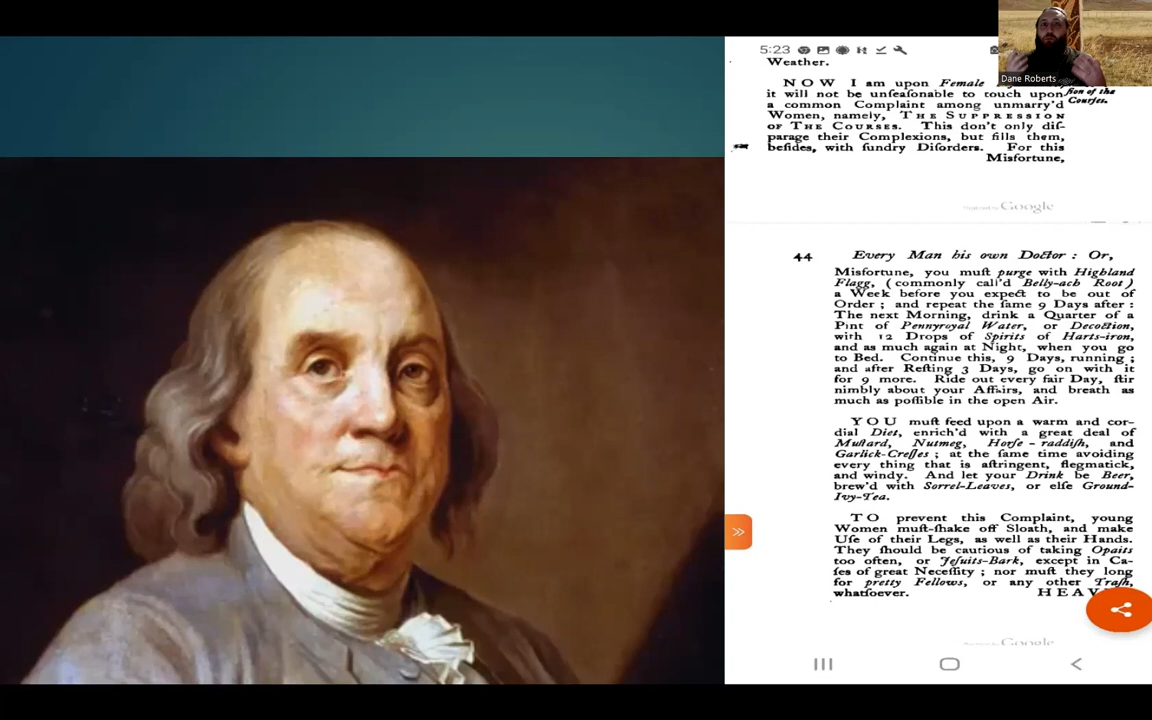 5:23
Dane Roberts
Weather.
NOW I am upon Female
it will not be unſeaſonable to touch upon
a common Complaint among unmarry'd
Women, namely, THE SUPPRESSION
OF THE COURSES. This don't only diſ-
parage their Complexions, but fills them,
beſides, with ſundry Diſorders. For this
Misfortune,
ſion of the
Courſes.
Google
44 Every Man his own Doctor : Or,
Misfortune, you muſt purge with Highland
Flagg, (commonly call'd Belly-ach Root)
a Week before you expect to be out of
Order ; and repeat the ſame 9 Days after :
The next Morning, drink a Quarter of a
Pint of Pennyroyal Water, or Decoction,
with 12 Drops of Spirits of Harts-iron,
and as much again at Night, when you go
to Bed. Continue this, 9 Days, running ;
and after Reſting 3 Days, go on with it
for 9 more. Ride out every fair Day, ſtir
nimbly about your Affairs, and breath as
much as poſſible in the open Air.
YOU muſt feed upon a warm and cor-
dial Diet, enrich'd with a great deal of
Muſtard, Nutmeg, Horſe-raddiſh, and
Garlick-Creſſes ; at the ſame time avoiding
every thing that is aſtringent, flegmatick,
and windy. And let your Drink be Beer,
brew'd with Sorrel-Leaves, or elſe Ground-
Ivy-Tea.
TO prevent this Complaint, young
Women muſt-ſhake off Sloath, and make
Uſe of their Legs, as well as their Hands.
They ſhould be cautious of taking Opaits
too often, or Jeſuits-Bark, except in Ca-
ſes of great Neceſſity ; nor muſt they long
for pretty Fellows, or any other Traſh,
whatſoever. HEAV
Google